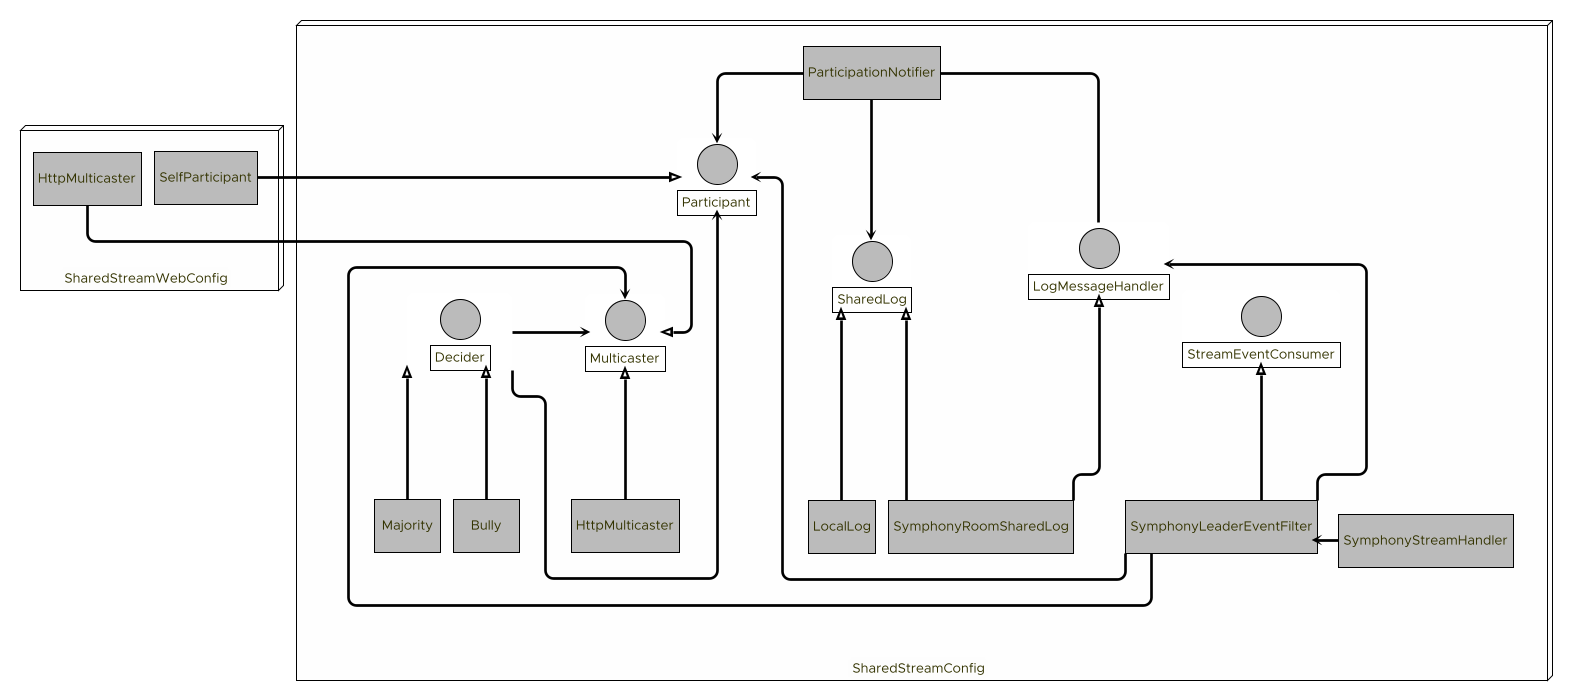 ParticipationNotifier
HttpMulticaster
SelfParticipant
Participant
SharedStreamWebConfig
SharedLog
LogMessageHandler
Decider
Multicaster
StreamEventConsumer
Majority
Bully
HttpMulticaster
LocalLog
SymphonyRoomSharedLog
SymphonyLeaderEventFilter
SymphonyStreamHandler
SharedStreamConfig